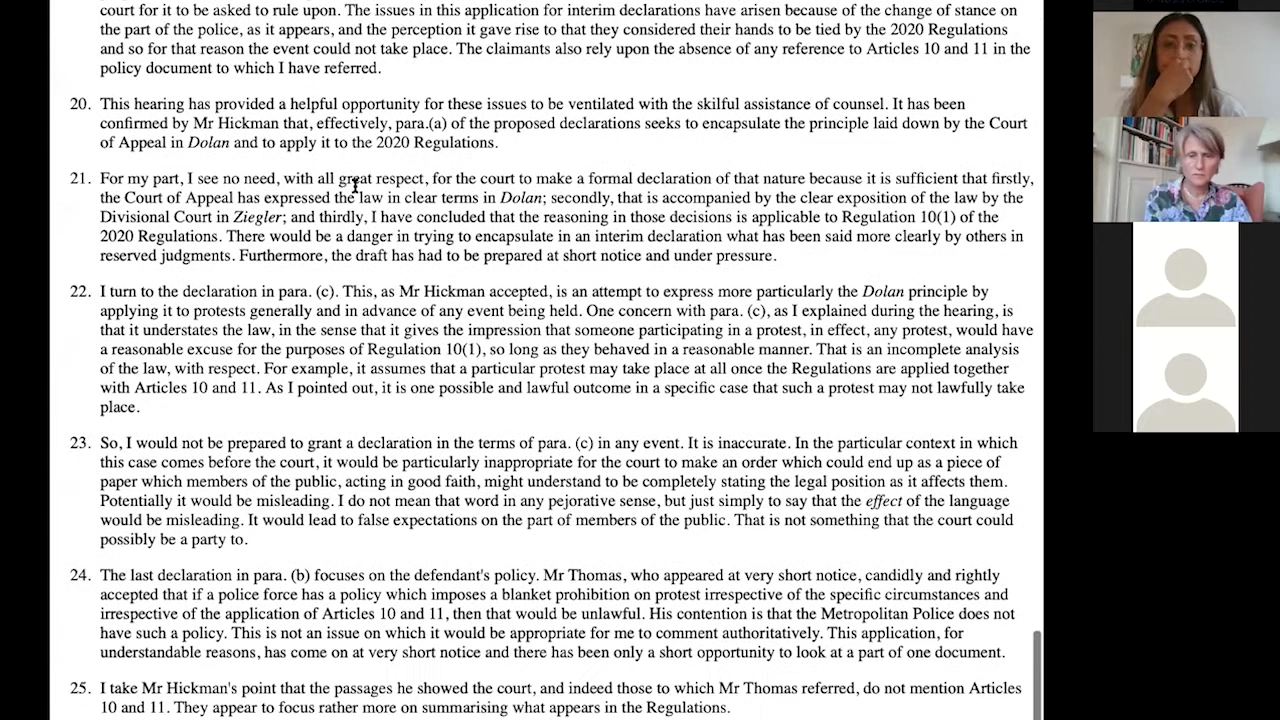 court for it to be asked to rule upon. The issues in this application for interim declarations have arisen because of the change of stance on
the part of the police, as it appears, and the perception it gave rise to that they considered their hands to be tied by the 2020 Regulations
and so for that reason the event could not take place. The claimants also rely upon the absence of any reference to Articles 10 and 11 in the
policy document to which I have referred.
20. This hearing has provided a helpful opportunity for these issues to be ventilated with the skilful assistance of counsel. It has been
confirmed by Mr Hickman that, effectively, para.(a) of the proposed declarations seeks to encapsulate the principle laid down by the Court
of Appeal in Dolan and to apply it to the 2020 Regulations.
21. For my part, I see no need, with all great respect, for the court to make a formal declaration of that nature because it is sufficient that firstly,
the Court of Appeal has expressed the law in clear terms in Dolan; secondly, that is accompanied by the clear exposition of the law by the
Divisional Court in Ziegler; and thirdly, I have concluded that the reasoning in those decisions is applicable to Regulation 10(1) of the
2020 Regulations. There would be a danger in trying to encapsulate in an interim declaration what has been said more clearly by others in
reserved judgments. Furthermore, the draft has had to be prepared at short notice and under pressure.
22. I turn to the declaration in para. (c). This, as Mr Hickman accepted, is an attempt to express more particularly the Dolan principle by
applying it to protests generally and in advance of any event being held. One concern with para. (c), as I explained during the hearing, is
that it understates the law, in the sense that it gives the impression that someone participating in a protest, in effect, any protest, would have
a reasonable excuse for the purposes of Regulation 10(1), so long as they behaved in a reasonable manner. That is an incomplete analysis
of the law, with respect. For example, it assumes that a particular protest may take place at all once the Regulations are applied together
with Articles 10 and 11. As I pointed out, it is one possible and lawful outcome in a specific case that such a protest may not lawfully take
place.
23. So, I would not be prepared to grant a declaration in the terms of para. (c) in any event. It is inaccurate. In the particular context in which
this case comes before the court, it would be particularly inappropriate for the court to make an order which could end up as a piece of
paper which members of the public, acting in good faith, might understand to be completely stating the legal position as it affects them.
Potentially it would be misleading. I do not mean that word in any pejorative sense, but just simply to say that the effect of the language
would be misleading. It would lead to false expectations on the part of members of the public. That is not something that the court could
possibly be a party to.
24. The last declaration in para. (b) focuses on the defendant's policy. Mr Thomas, who appeared at very short notice, candidly and rightly
accepted that if a police force has a policy which imposes a blanket prohibition on protest irrespective of the specific circumstances and
irrespective of the application of Articles 10 and 11, then that would be unlawful. His contention is that the Metropolitan Police does not
have such a policy. This is not an issue on which it would be appropriate for me to comment authoritatively. This application, for
understandable reasons, has come on at very short notice and there has been only a short opportunity to look at a part of one document.
25. I take Mr Hickman's point that the passages he showed the court, and indeed those to which Mr Thomas referred, do not mention Articles
10 and 11. They appear to focus rather more on summarising what appears in the Regulations.